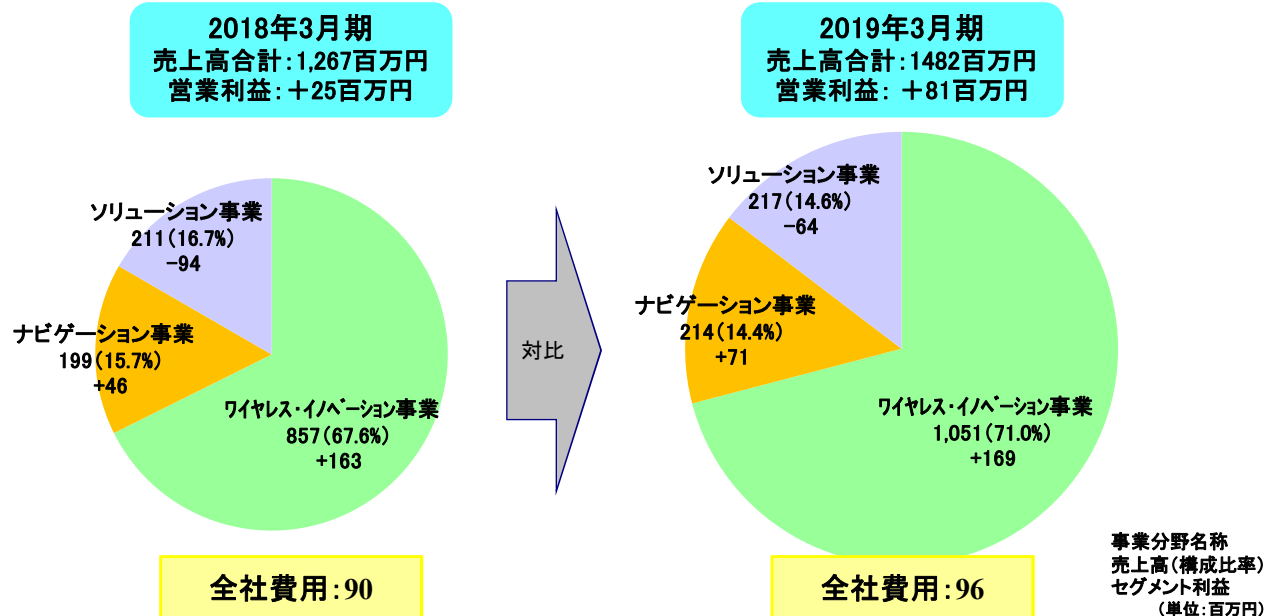 2018年3月期
売上高合計:1,267百万円
営業利益:＋25百万円
2019年3月期
売上高合計:1482百万円
営業利益: ＋81百万円
ソリューション事業
211(16.7%)
−94
ナビゲーション事業
199(15.7%)
+46
ワイヤレス・イノベーション事業
857(67.6%)
+163
対比
ソリューション事業
217(14.6%)
−64
ナビゲーション事業
214(14.4%)
+71
ワイヤレス・イノベーション事業
1,051(71.0%)
+169
全社費用:90
全社費用:96
事業分野名称
売上高(構成比率)
セグメント利益
(単位:百万円)